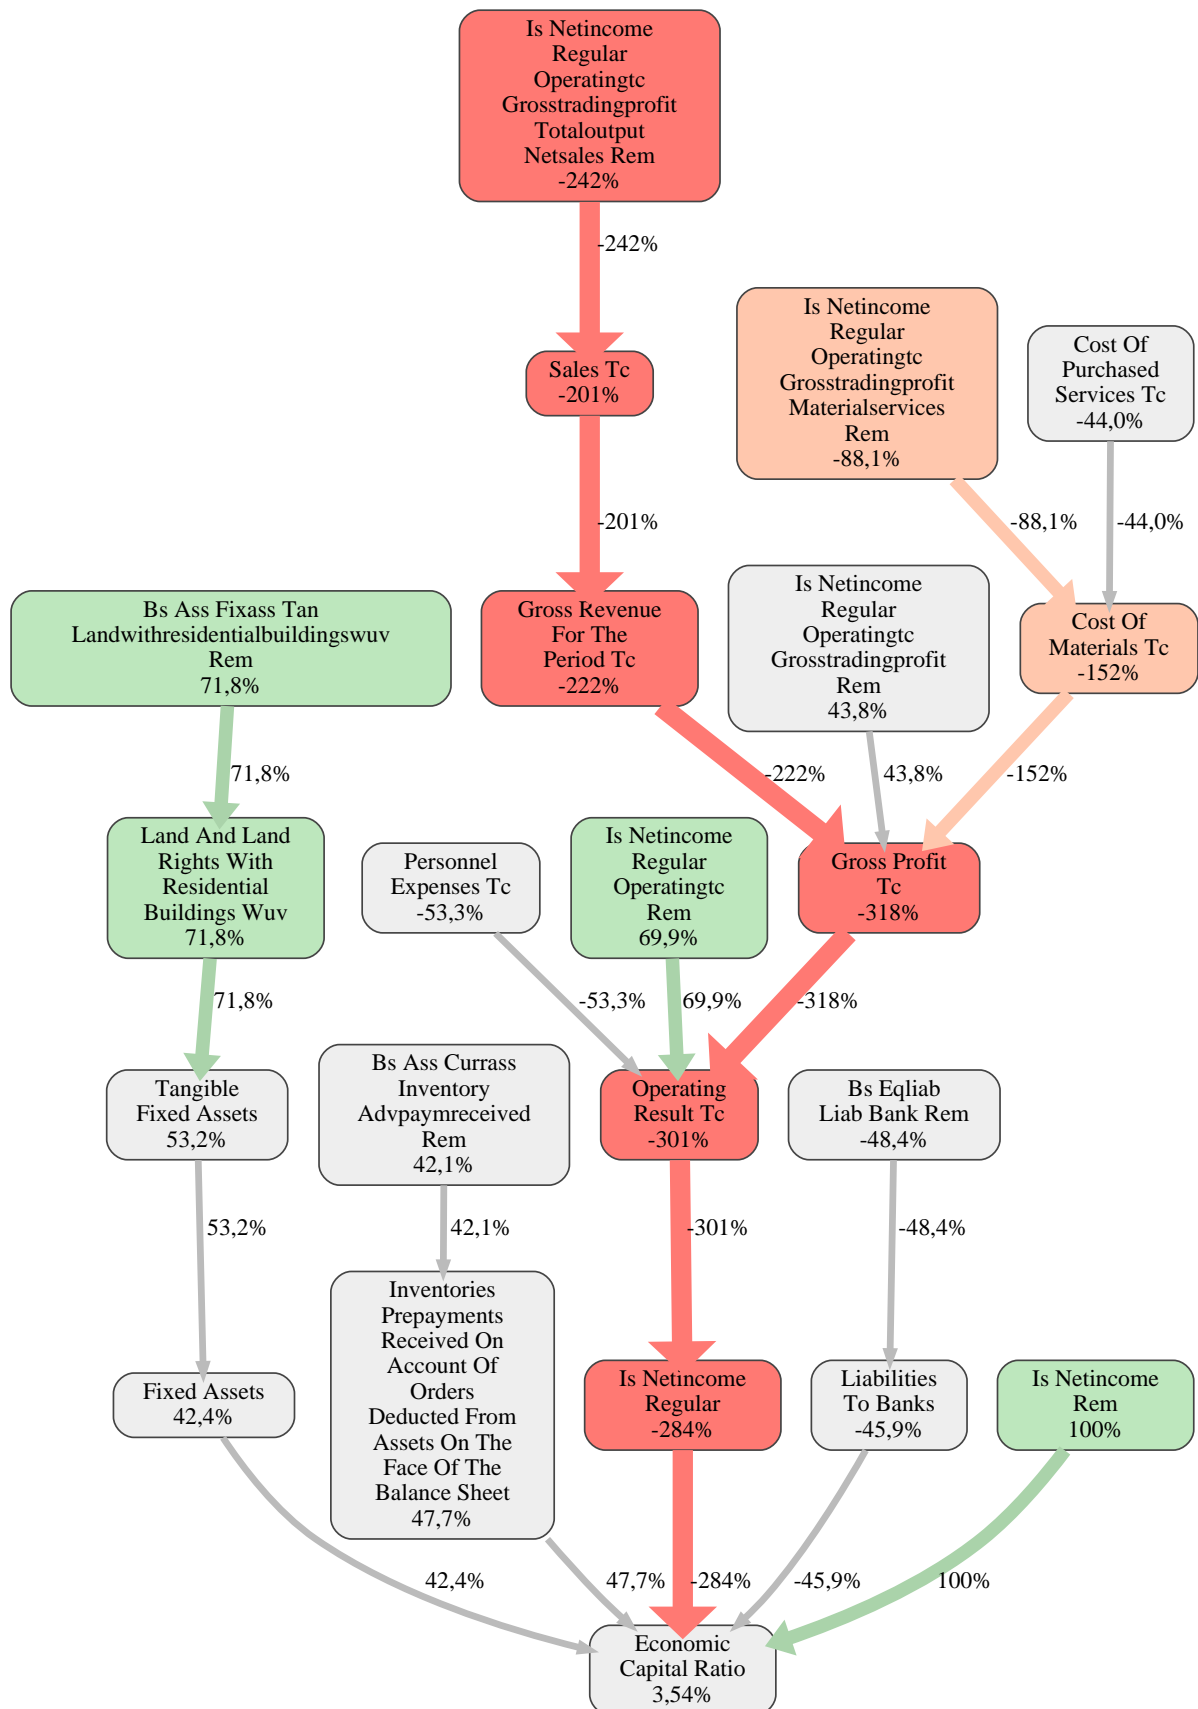 Is Netincome
Regular
Operatingtc
Grosstradingprofit
Totaloutput
Netsales Rem
-242%
-242%
Is Netincome
Regular
Operatingtc
Grosstradingprofit
Materialservices
Rem
-88,1%
Cost Of
Purchased
Services Tc
-44,0%
Sales Tc
-201%
-201%
-88,1%
-44,0%
Bs Ass Fixass Tan
Landwithresidentialbuildingswuv
Rem
71,8%
Gross Revenue
For The
Period Tc
-222%
Is Netincome
Regular
Operatingtc
Grosstradingprofit
Rem
43,8%
Cost Of
Materials Tc
-152%
71,8%
-222%
43,8%
-152%
Land And Land
Rights With
Residential
Buildings Wuv
71,8%
Personnel
Expenses Tc
-53,3%
Is Netincome
Regular
Operatingtc
Rem
69,9%
Gross Profit
Tc
-318%
71,8%
-53,3%
69,9%
-318%
Tangible
Fixed Assets
53,2%
Bs Ass Currass
Inventory
Advpaymreceived
Rem
42,1%
Operating
Result Tc
-301%
Bs Eqliab
Liab Bank Rem
-48,4%
53,2%
42,1%
-301%
-48,4%
Fixed Assets
42,4%
Inventories
Prepayments
Received On
Account Of
Orders
Deducted From
Assets On The
Face Of The
Balance Sheet
47,7%
Is Netincome
Regular
-284%
Liabilities
To Banks
-45,9%
Is Netincome
Rem
100%
42,4%
47,7%
-284%
-45,9%
100%
Economic
Capital Ratio
3,54%